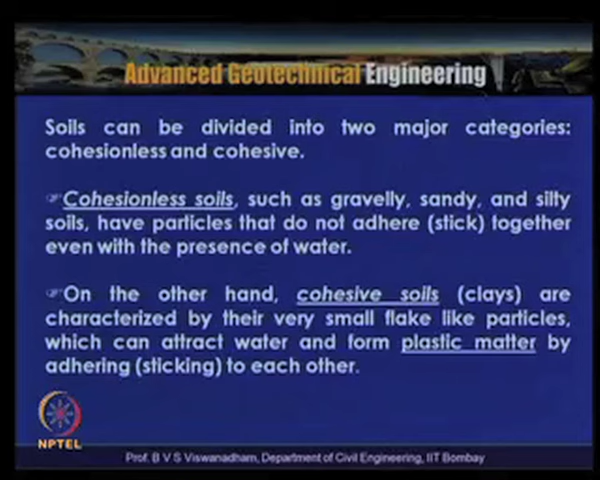 Advanced Geotechnical Engineering
Soils can be divided into two major categories:
cohesionless and cohesive.
Cohesionless soils, such as gravelly, sandy, and silty
soils, have particles that do not adhere (stick) together
even with the presence of water.
On the other hand, cohesive soils (clays) are
characterized by their very small flake like particles,
which can attract water and form plastic matter by
adhering (sticking) to each other.
NPTEL
Prof. B V S Viswanadham, Department of Civil Engineering, IIT Bombay